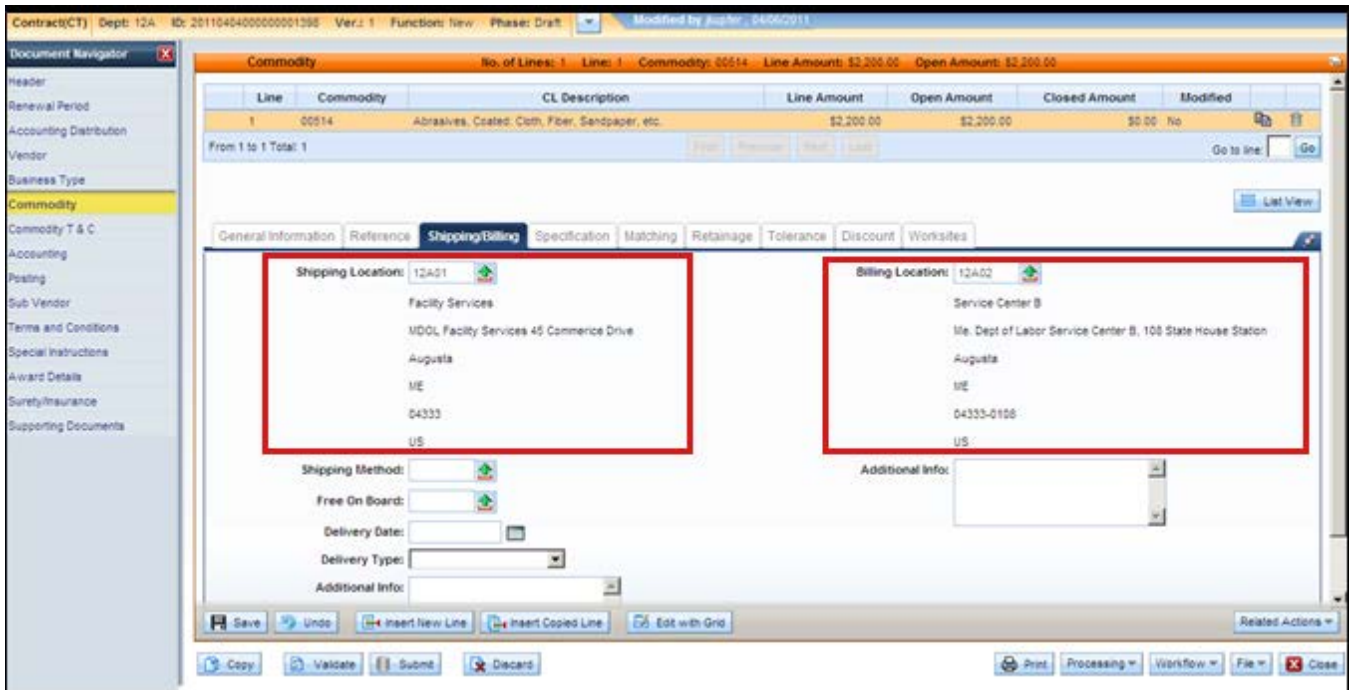 Contract(CT) Dept: 12A ID: 20110404000000001398 Ver.: 1 Function: New Phase: Draft Modified by jlupfer , 04/06/2011
Document Navigator
Header
Renewal Period
Accounting Distribution
Vendor
Business Type
Commodity
Commodity T & C
Accounting
Posting
Sub Vendor
Terms and Conditions
Special Instructions
Award Details
Surety/Insurance
Supporting Documents
Commodity No. of Lines: 1 Line: 1 Commodity: 00514 Line Amount: $2,200.00 Open Amount: $2,200.00
Line Commodity CL Description Line Amount Open Amount Closed Amount Modified
1 00514 Abrasives, Coated: Cloth, Fiber, Sandpaper, etc. $2,200.00 $2,200.00 $0.00 No
From 1 to 1 Total: 1 First Previous Next Last Go to line: Go
List View
General Information Reference Shipping/Billing Specification Matching Retainage Tolerance Discount Worksites
Shipping Location: 12A01 Billing Location: 12A02
Facility Services Service Center B
MDOL Facility Services 45 Commerice Drive Me. Dept of Labor Service Center B, 108 State House Station
Augusta Augusta
ME ME
04333 04333-0108
US US
Shipping Method: Additional Info:
Free On Board:
Delivery Date:
Delivery Type:
Additional Info:
Save Undo Insert New Line Insert Copied Line Edit with Grid Related Actions
Copy Validate Submit Discard Print Processing Workflow File Close